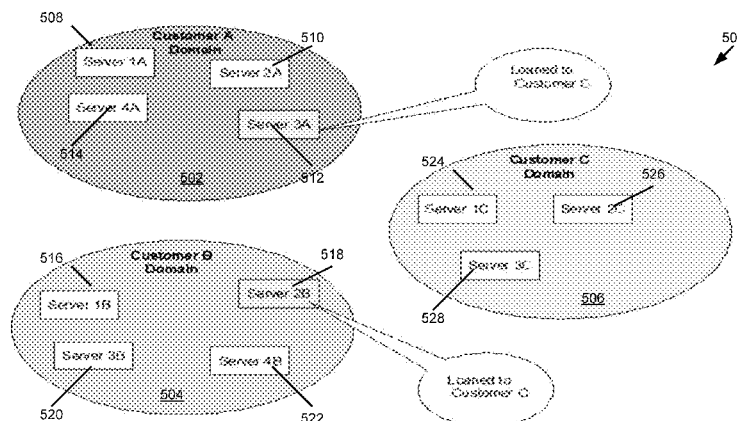 508
Customer A
Domain
510
50
Server 1A
Server 2A
Loaned to
Customer C
Server 4A
Server 3A
514
502
512
524
Customer C
Domain
526
Server 1C
Server 2C
Server 3C
528
506
516
Customer B
Domain
518
Server 1B
Server 2B
Server 3B
Server 4B
Loaned to
Customer C
520
504
522